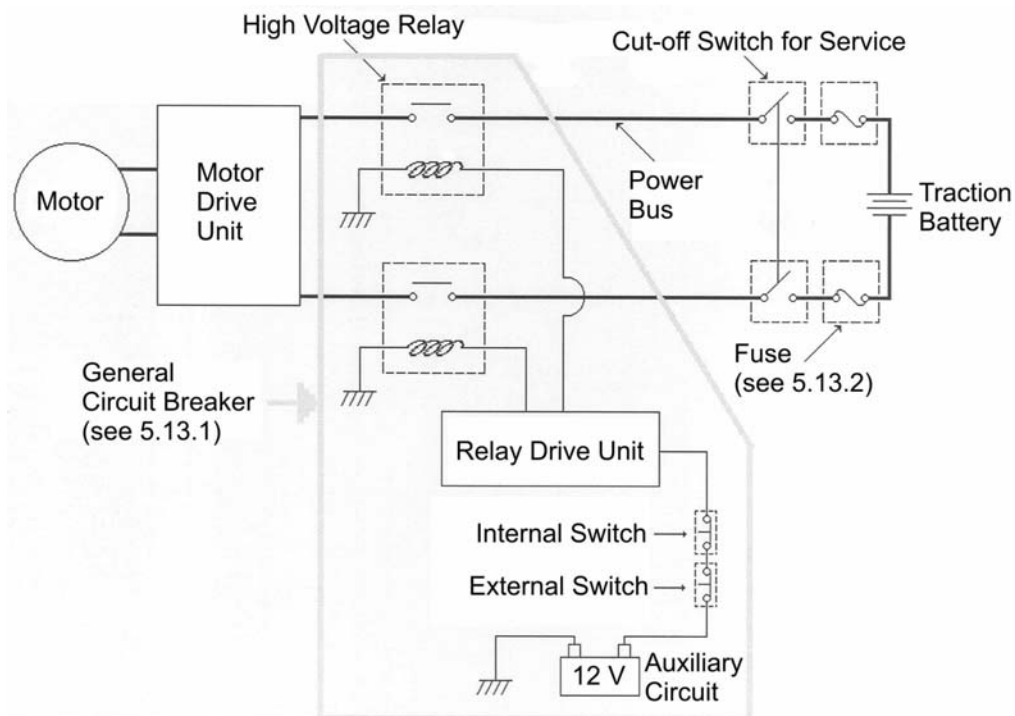 High Voltage Relay
Cut-off Switch for Service
Motor
Motor
Drive
Unit
Power
Bus
Traction
Battery
General
Circuit Breaker
(see 5.13.1)
Fuse
(see 5.13.2)
Relay Drive Unit
Internal Switch
External Switch
12 V
Auxiliary
Circuit